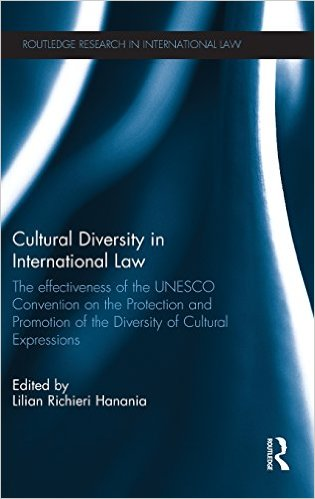 ROUTLEDGE RESEARCH IN INTERNATIONAL LAW
Cultural Diversity in
International Law
The effectiveness of the UNESCO
Convention on the Protection and
Promotion of the Diversity of Cultural
Expressions
Edited by
Lilian Richieri Hanania
ROUTLEDGE